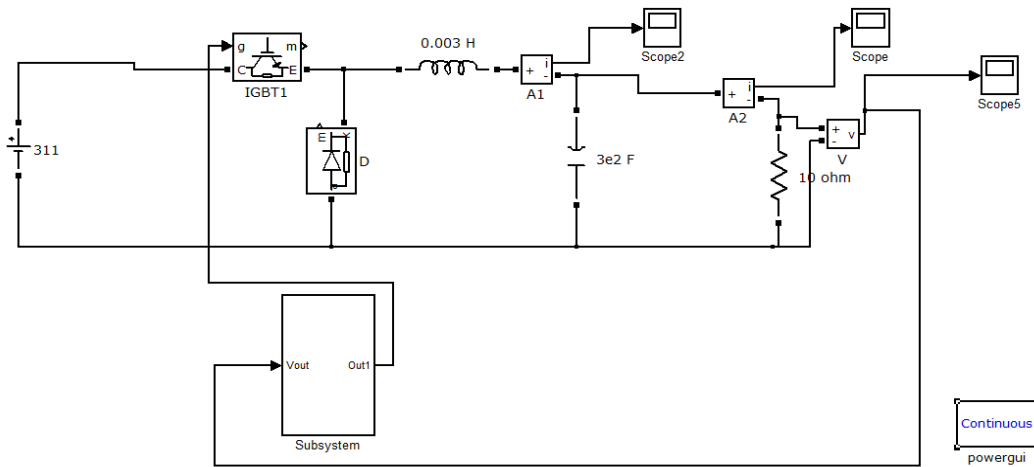 g
m
C
E
IGBT1
0.003 H
+
i
-
A1
Scope2
+
i
-
A2
Scope
Scope5
311
m
K
D
3e2 F
+
-
v
V
10 ohm
Vout
Out1
Subsystem
Continuous
powergui